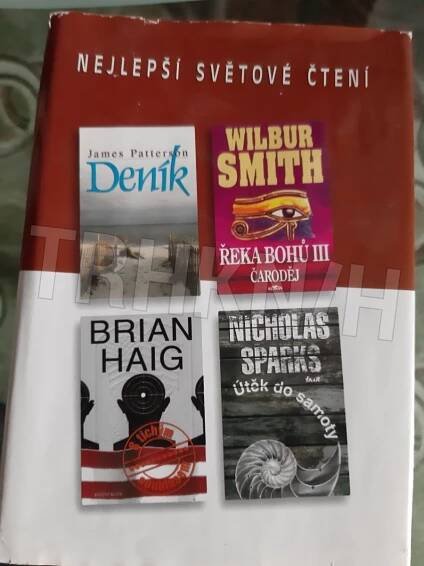 NEJLEPŠÍ SVĚTOVÉ ČTENÍ
James Patterson
Deník
WILBUR
SMITH
ŘEKA BOHŮ III
ČARODĚJ
BRIAN
HAIG
NICHOLAS
SPARKS
Útěk do samoty
TRHKNIH